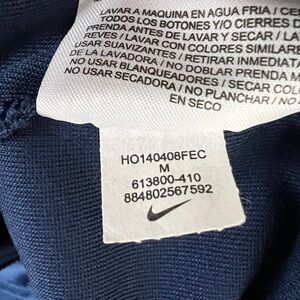 LAVAR A MAQUINA EN AGUA FRIA / CE
TODOS LOS BOTONES Y/O CIERRES D
PRENDA ANTES DE LAVAR Y SECAR / LA
REVES / LAVAR CON COLORES SIMILARE
USAR SUAVIZANTES / RETIRAR INMEDIATA
DE LAVADORA / NO DOBLAR PRENDA M
NO USAR BLANQUEADORES / SECAR C
NO USAR SECADORA / NO PLANCHAR / NO
EN SECO
HO140408FEC
M
613800-410
884802567592